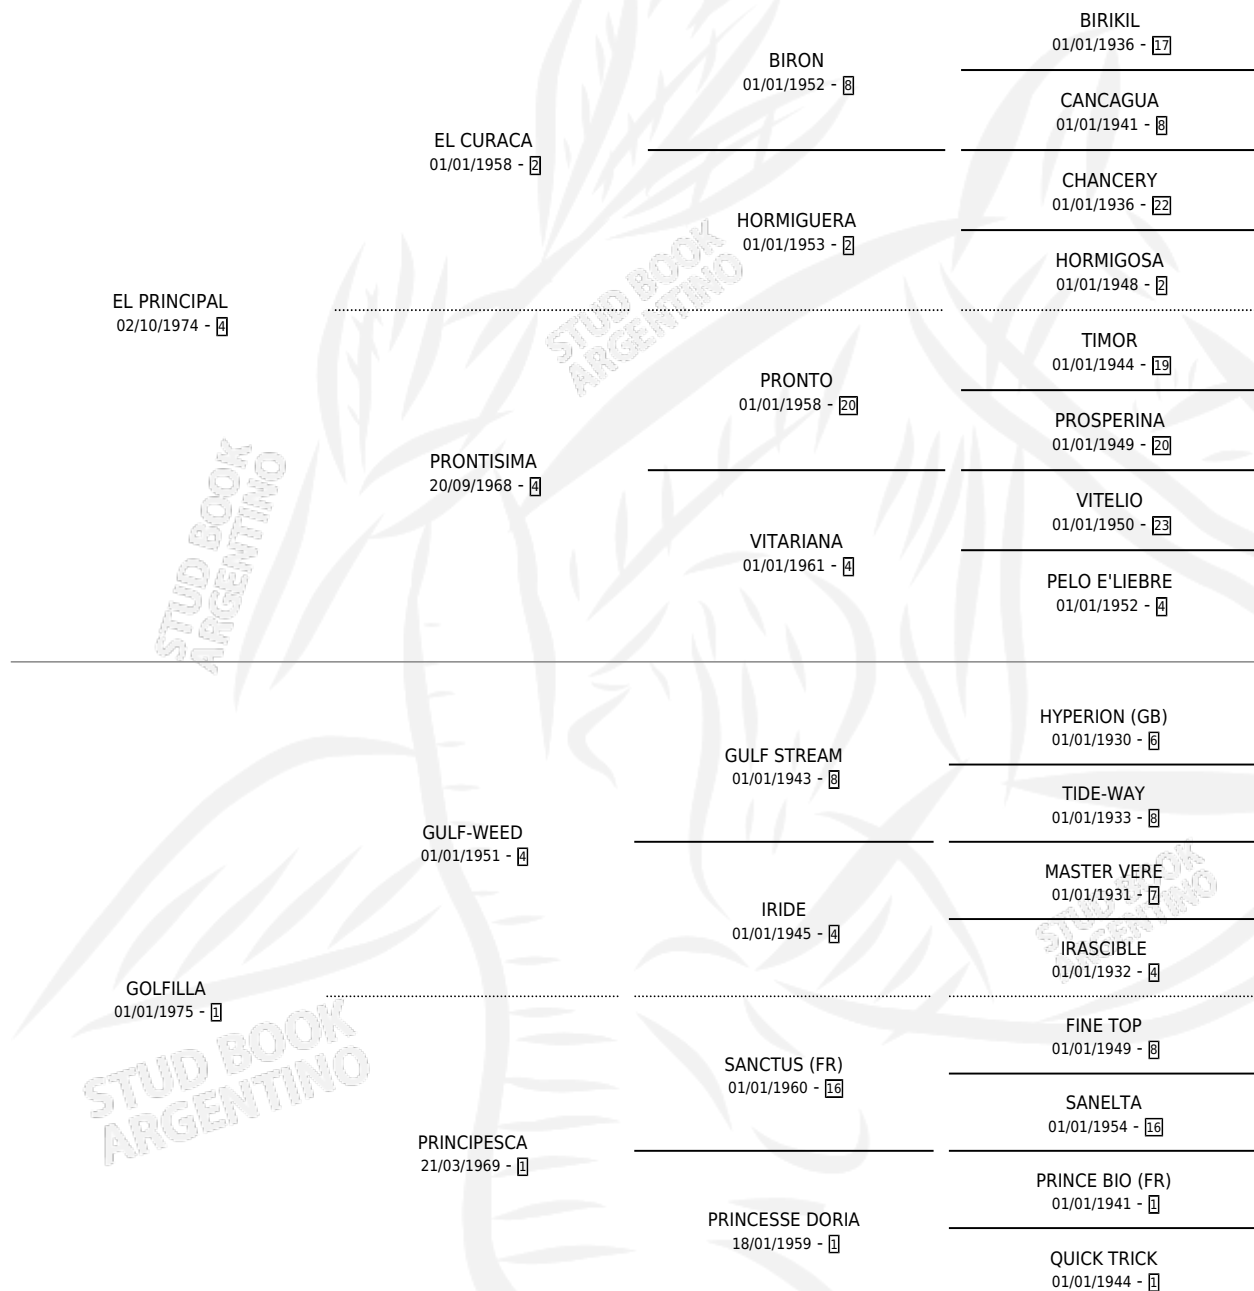 BIRIKIL
01/01/1936 - 17
BIRON
01/01/1952 - 8
CANCAGUA
01/01/1941 - 8
EL CURACA
01/01/1958 - 2
CHANCERY
01/01/1936 - 22
HORMIGUERA
01/01/1953 - 2
HORMIGOSA
01/01/1948 - 2
EL PRINCIPAL
02/10/1974 - 4
TIMOR
01/01/1944 - 19
PRONTO
01/01/1958 - 20
PROSPERINA
01/01/1949 - 20
PRONTISIMA
20/09/1968 - 4
VITELIO
01/01/1950 - 23
VITARIANA
01/01/1961 - 4
PELO E'LIEBRE
01/01/1952 - 4
HYPERION (GB)
01/01/1930 - 6
GULF STREAM
01/01/1943 - 8
TIDE-WAY
01/01/1933 - 8
GULF-WEED
01/01/1951 - 4
MASTER VERE
01/01/1931 - 7
IRIDE
01/01/1945 - 4
IRASCIBLE
01/01/1932 - 4
GOLFILLA
01/01/1975 - 1
FINE TOP
01/01/1949 - 8
SANCTUS (FR)
01/01/1960 - 16
SANELTA
01/01/1954 - 16
PRINCIPESCA
21/03/1969 - 1
PRINCE BIO (FR)
01/01/1941 - 1
PRINCESSE DORIA
18/01/1959 - 1
QUICK TRICK
01/01/1944 - 1
STUD BOOK
ARGENTINO
STUD BOOK
ARGENTINO
STUD BOOK
ARGENTINO
STUD BOOK
ARGENTINO